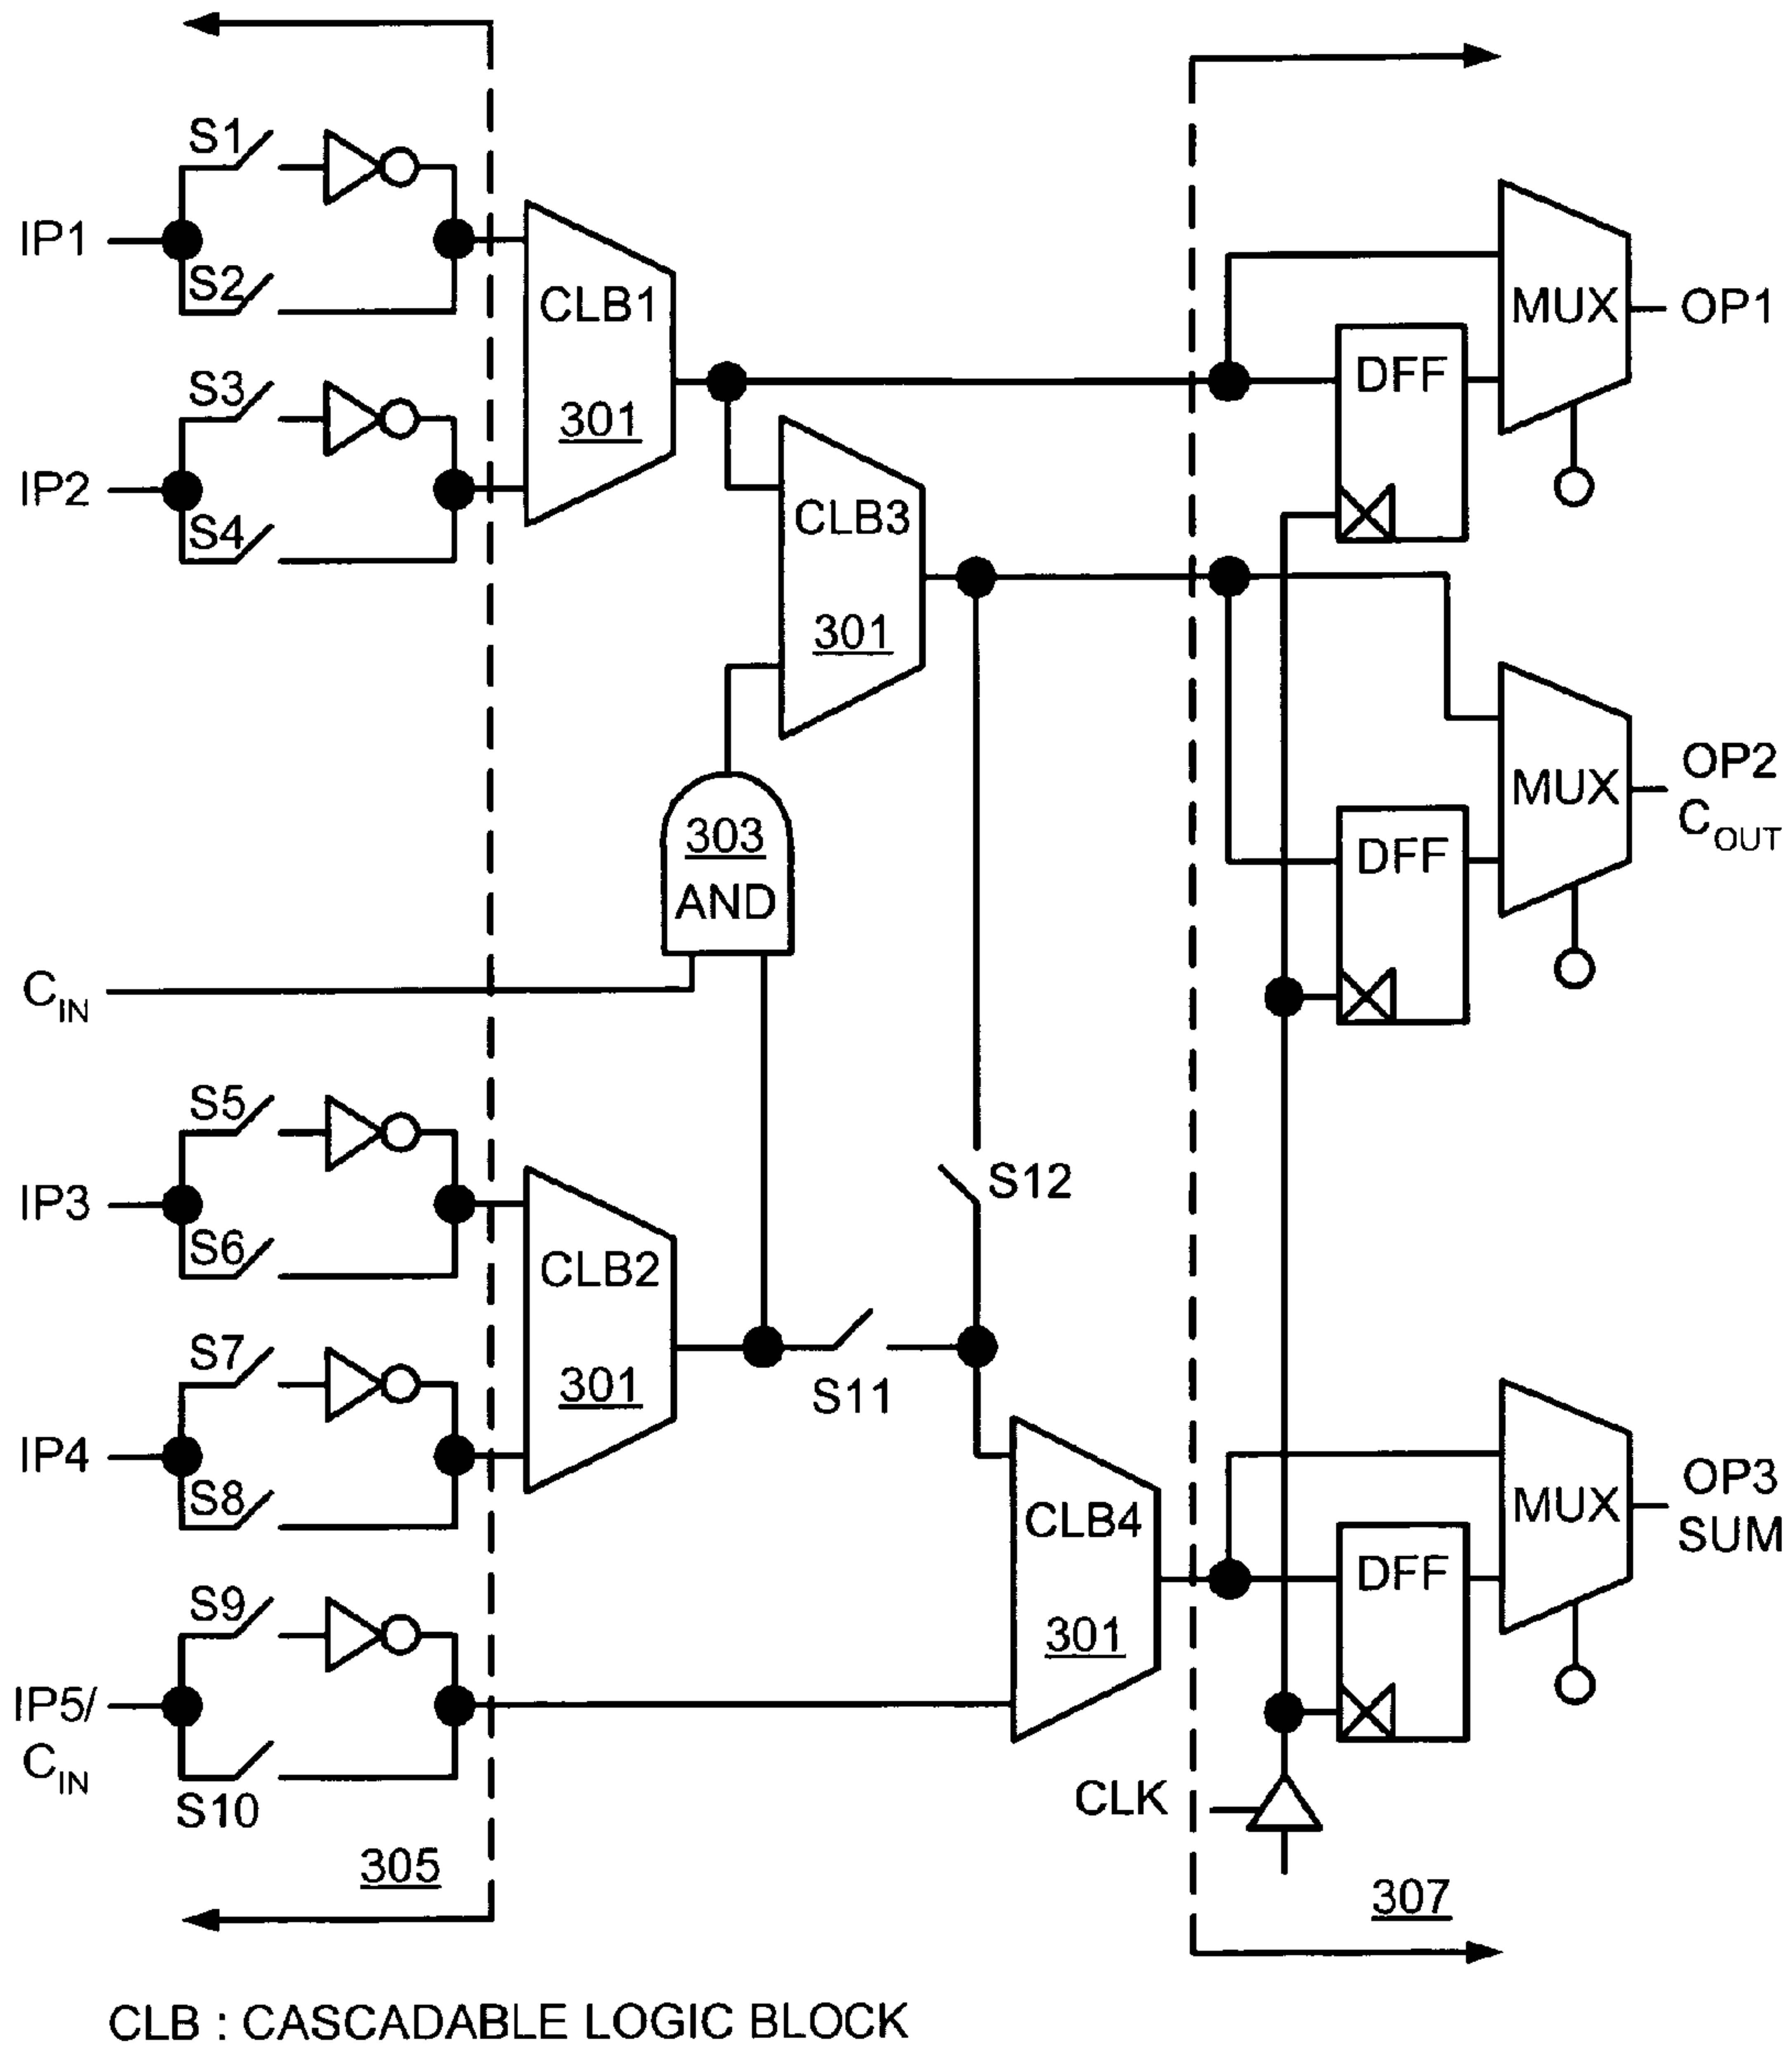 S1
IP1
S2
CLB1
301
MUX
OP1
DFF
S3
IP2
S4
CLB3
301
303
AND
MUX
OP2
COUT
DFF
CIN
S5
IP3
S6
CLB2
301
S12
S7
IP4
S8
S11
CLB4
301
MUX
OP3
SUM
DFF
S9
IP5/
CIN
S10
CLK
305
307
CLB : CASCADABLE LOGIC BLOCK